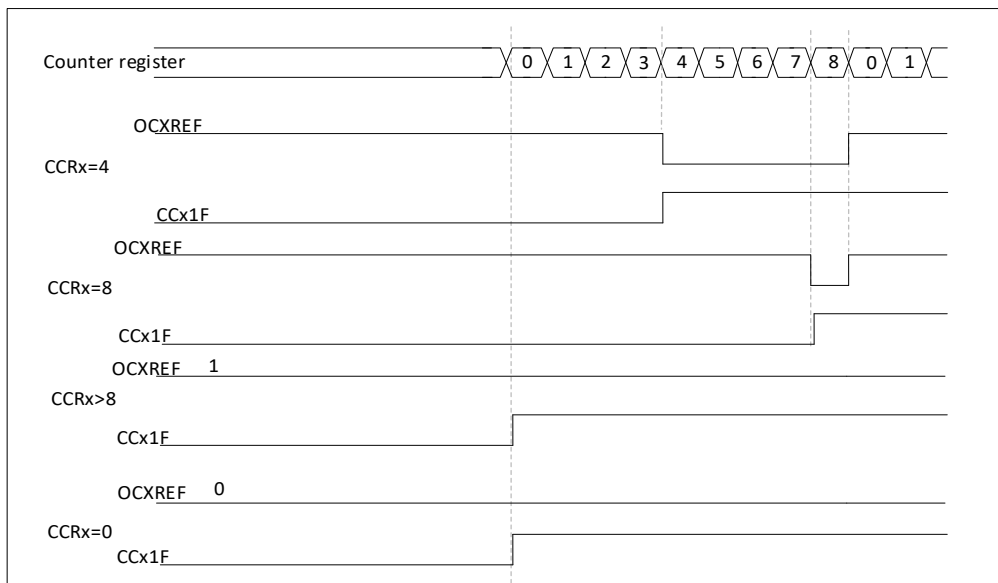 Counter register 0 1 2 3 4 5 6 7 8 0 1
OCXREF
CCRx=4
CCx1F
OCXREF
CCRx=8
CCx1F
OCXREF 1
CCRx>8
CCx1F
OCXREF 0
CCRx=0
CCx1F